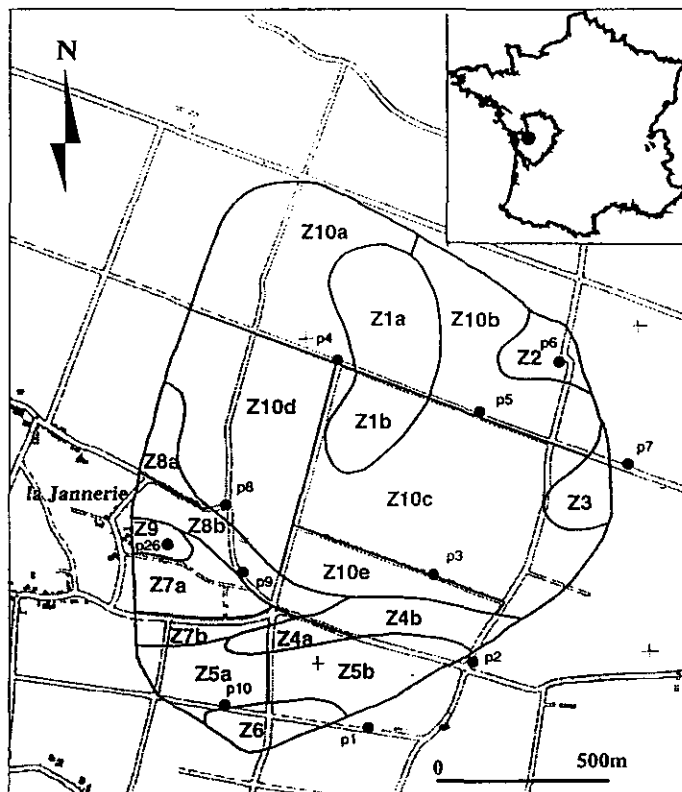 N
Z10a
Z1a
Z10b
p4
Z2
p6
Z10d
Z1b
p5
p7
Z8a
la Jannerie
p8
Z10c
Z3
Z9
Z8b
p26
p9
Z10e
p3
Z7a
Z7b
Z4a
Z4b
p2
Z5a
Z5b
p10
Z6
p1
0
500m